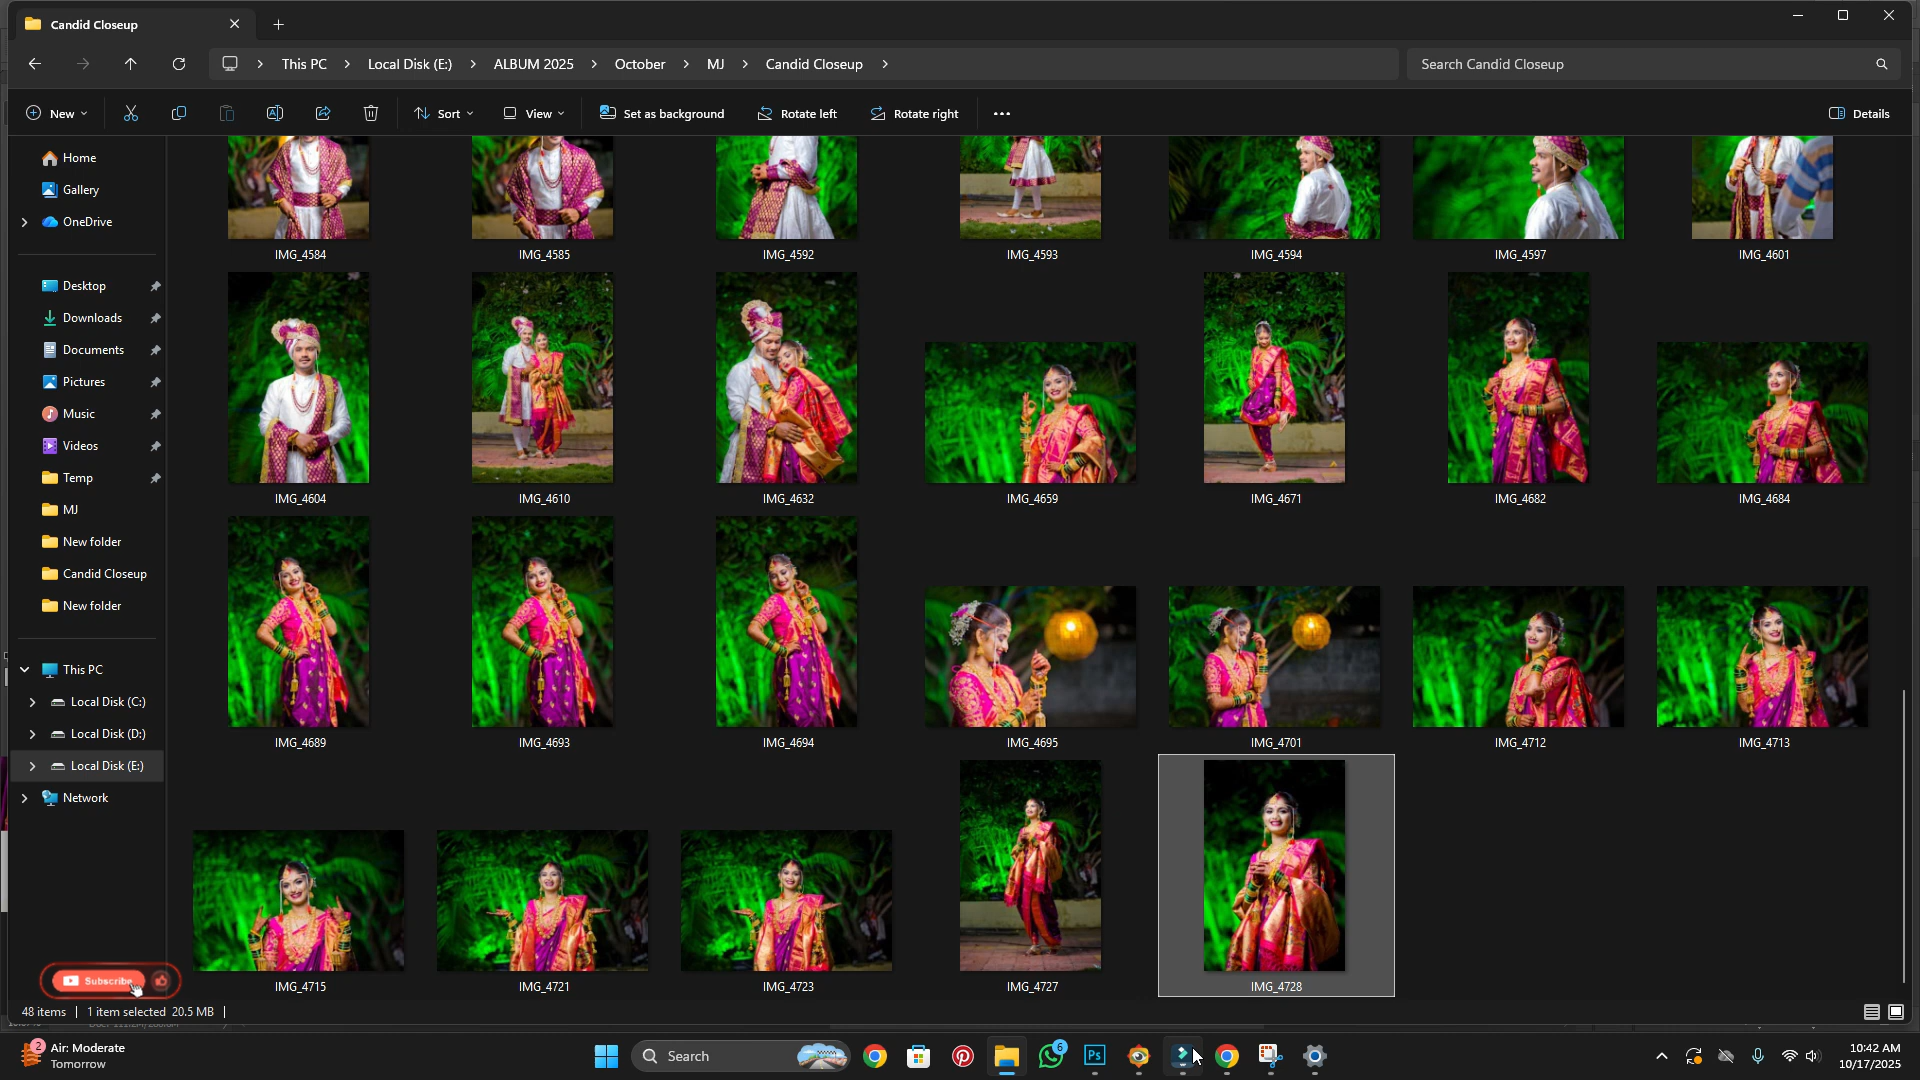 Candid Closeup
This PC
Local Disk (E:)
ALBUM 2025
October
MJ
Candid Closeup
Search Candid Closeup
New
Sort
View
Set as background
Rotate left
Rotate right
Details
Home
Gallery
OneDrive
Desktop
Downloads
Documents
Pictures
Music
Videos
Temp
MJ
New folder
Candid Closeup
New folder
This PC
Local Disk (C:)
Local Disk (D:)
Local Disk (E:)
Network
IMG_4584
IMG_4585
IMG_4592
IMG_4593
IMG_4594
IMG_4597
IMG_4601
IMG_4604
IMG_4610
IMG_4632
IMG_4659
IMG_4671
IMG_4682
IMG_4684
IMG_4689
IMG_4693
IMG_4694
IMG_4695
IMG_4701
IMG_4712
IMG_4713
IMG_4715
IMG_4721
IMG_4723
IMG_4727
IMG_4728
Subscribe
48 items
1 item selected 20.5 MB
2
Air: Moderate
Tomorrow
Search
6
Ps
10:42 AM
10/17/2025